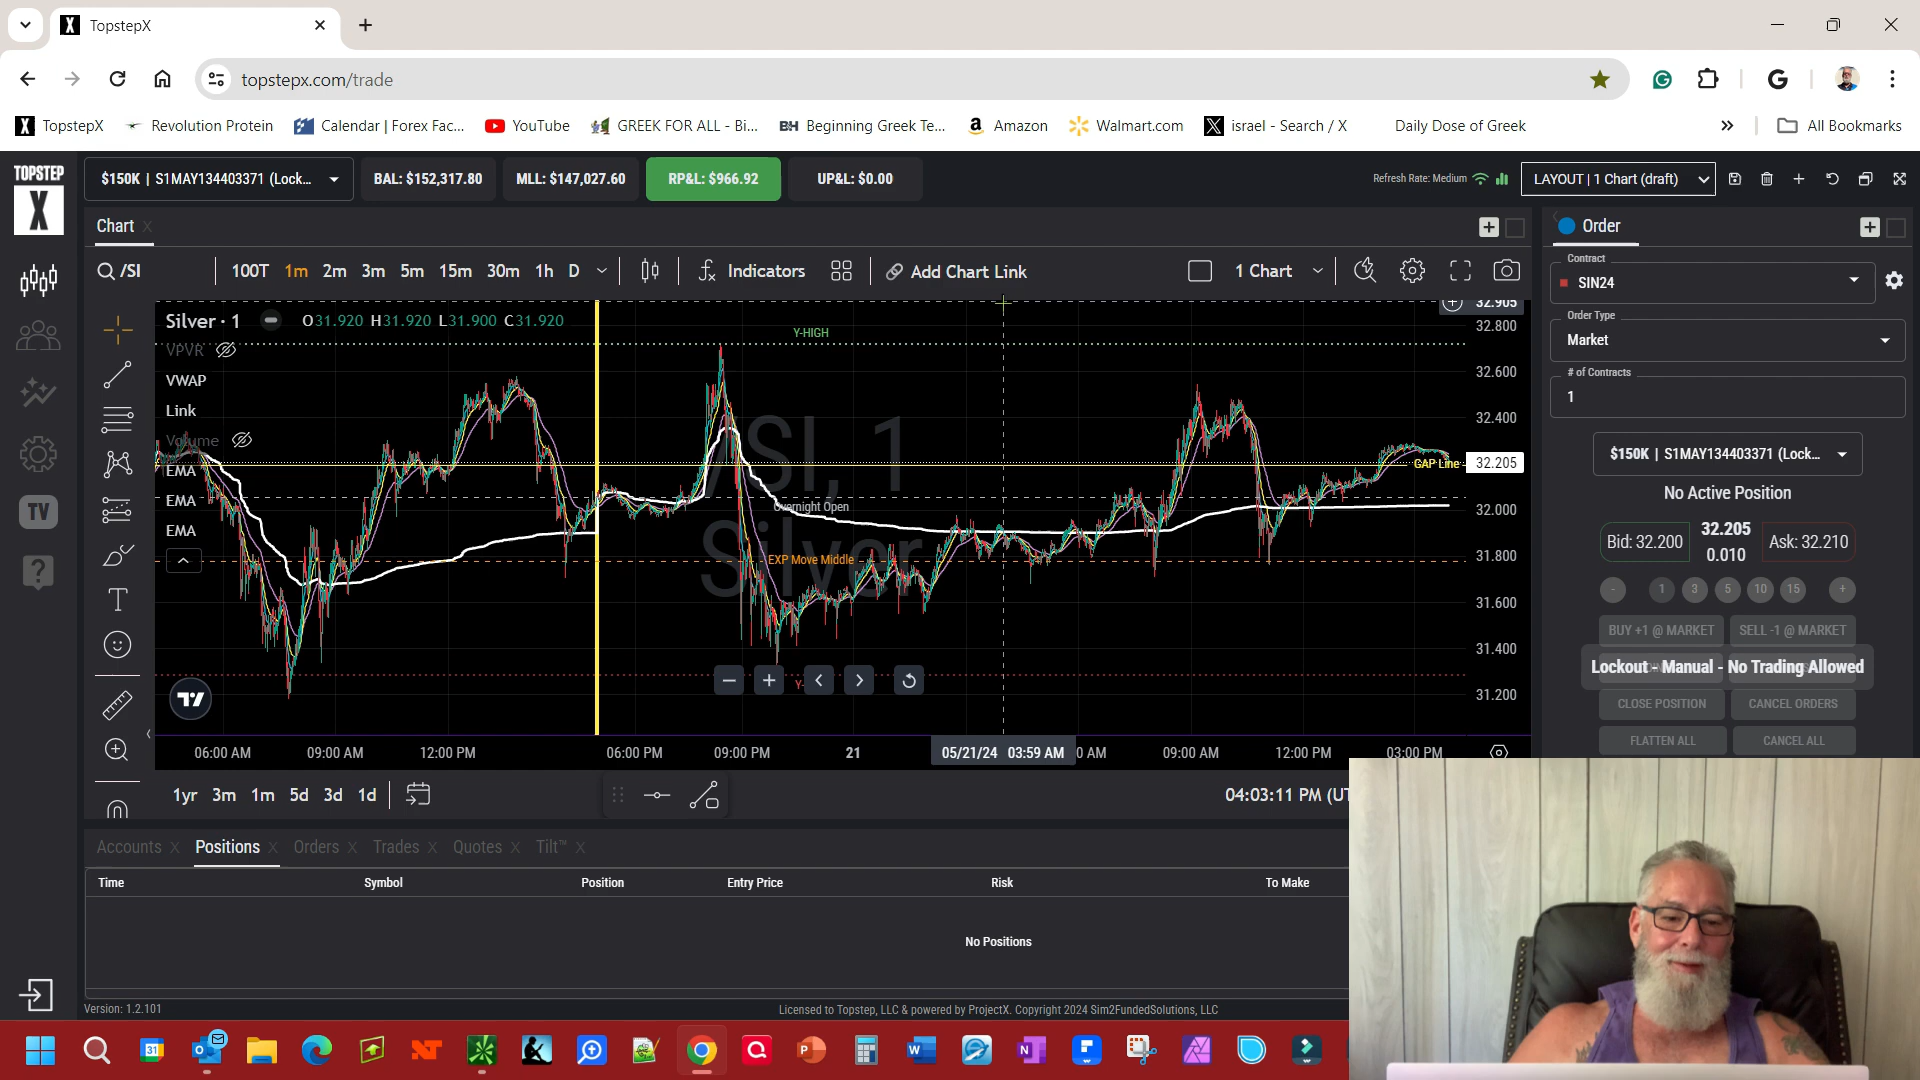 TopstepX
topstepx.com/trade
TopstepX
Revolution Protein
Calendar | Forex Fac...
YouTube
GREEK FOR ALL - Bi...
BH Beginning Greek Te...
Amazon
Walmart.com
israel - Search / X
Daily Dose of Greek
All Bookmarks
TOPSTEP
X
$150K | S1MAY134403371 (Lock...
BAL: $152,317.80
MLL: $147,027.60
RP&L: $966.92
UP&L: $0.00
Refresh Rate: Medium
LAYOUT | 1 Chart (draft)
Chart
Order
/SI
100T 1m 2m 3m 5m 15m 30m 1h D
Indicators
Add Chart Link
1 Chart
Contract
SIN24
Order Type
Market
# of Contracts
1
Silver · 1
O31.920 H31.920 L31.900 C31.920
VPVR
VWAP
Link
Volume
EMA
EMA
EMA
/SI, 1
Silver
Y-HIGH
Overnight Open
EXP Move Middle
GAP Line
32.905
32.800
32.600
32.400
32.205
32.000
31.800
31.600
31.400
31.200
06:00 AM
09:00 AM
12:00 PM
06:00 PM
09:00 PM
21
05/21/24 03:59 AM
09:00 AM
12:00 PM
03:00 PM
$150K | S1MAY134403371 (Lock...
No Active Position
Bid: 32.200
32.205
0.010
Ask: 32.210
- 1 3 5 10 15 +
BUY +1 @ MARKET
SELL -1 @ MARKET
Lockout - Manual - No Trading Allowed
CLOSE POSITION
CANCEL ORDERS
FLATTEN ALL
CANCEL ALL
TV
1yr 3m 1m 5d 3d 1d
04:03:11 PM (UT
Accounts
Positions
Orders
Trades
Quotes
Tilt™
Time
Symbol
Position
Entry Price
Risk
To Make
No Positions
Version: 1.2.101
Licensed to Topstep, LLC & powered by ProjectX. Copyright 2024 Sim2FundedSolutions, LLC